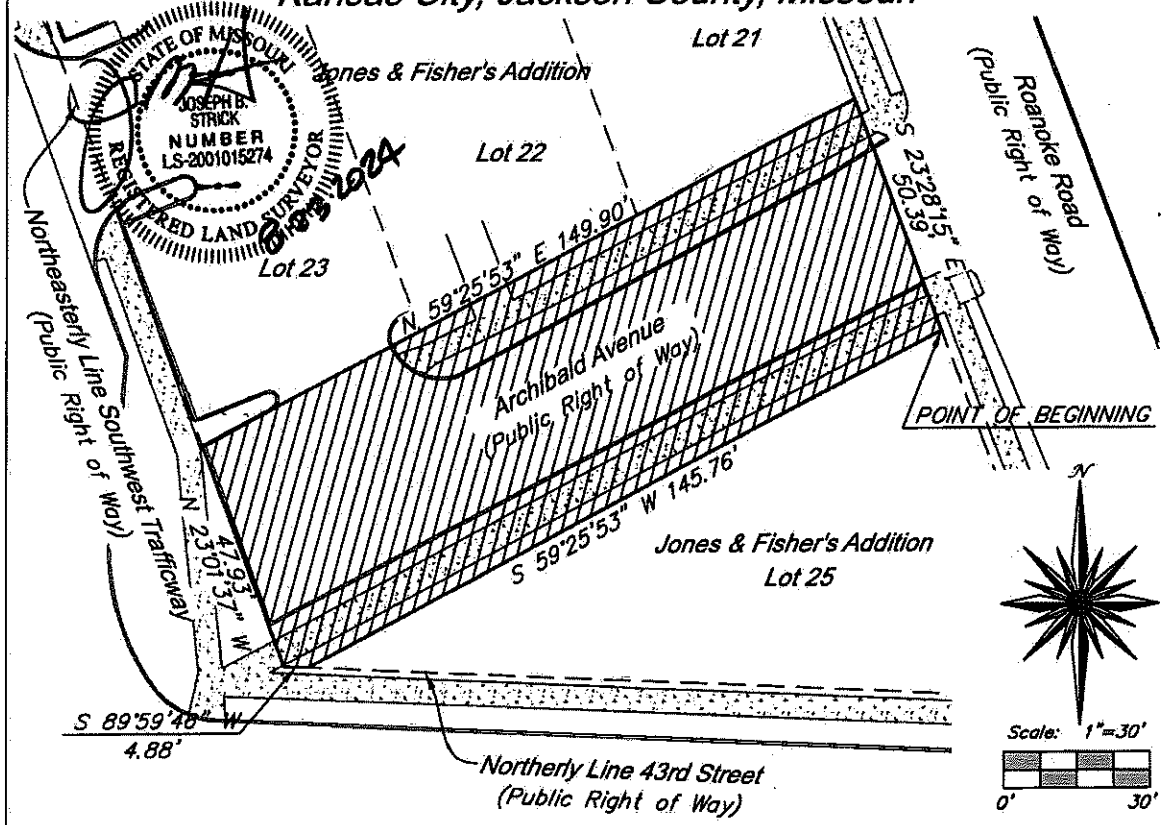 Kansas City, Jackson County, Missouri
Lot 21
STATE OF MISSOURI
JOSEPH B.
STRICK
NUMBER
LS-2001015274
REGISTERED LAND SURVEYOR
2024
Jones & Fisher's Addition
Lot 22
Lot 23
Roanoke Road
(Public Right of Way)
S 23°28'15" E
50.39'
N 59°25'53" E 149.90'
Northeasterly Line Southwest Trafficway
(Public Right of Way)
Archibald Avenue
(Public Right of Way)
POINT OF BEGINNING
N 23°01'37" W
47.93'
S 59°25'53" W 145.76'
Jones & Fisher's Addition
Lot 25
N
S 89°59'46" W
4.88'
Northerly Line 43rd Street
(Public Right of Way)
Scale: 1"=30'
0' 30'